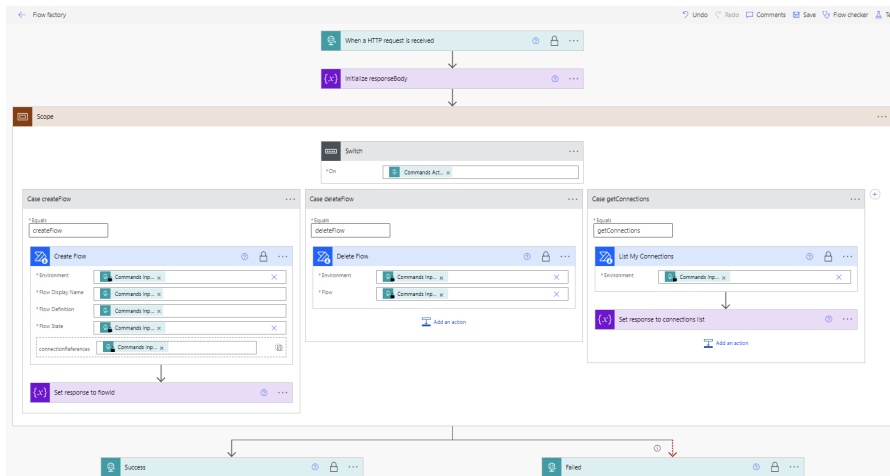 Flow factory
Undo Redo Comments Save Flow checker Te
When a HTTP request is received
{x} Initialize responseBody
Scope
Switch
* On Commands Act... x
Case createFlow
* Equals
createFlow
Create Flow
* Environment Commands Inp... x
* Flow Display Name Commands Inp... x
* Flow Definition Commands Inp... x
* Flow State Commands Inp... x
connectionReferences Commands Inp... x
{x} Set response to flowId
Case deleteFlow
* Equals
deleteFlow
Delete Flow
* Environment Commands Inp... x
* Flow Commands Inp... x
Add an action
Case getConnections
* Equals
getConnections
List My Connections
* Environment Commands Inp... x
{x} Set response to connections list
Add an action
Success
Failed